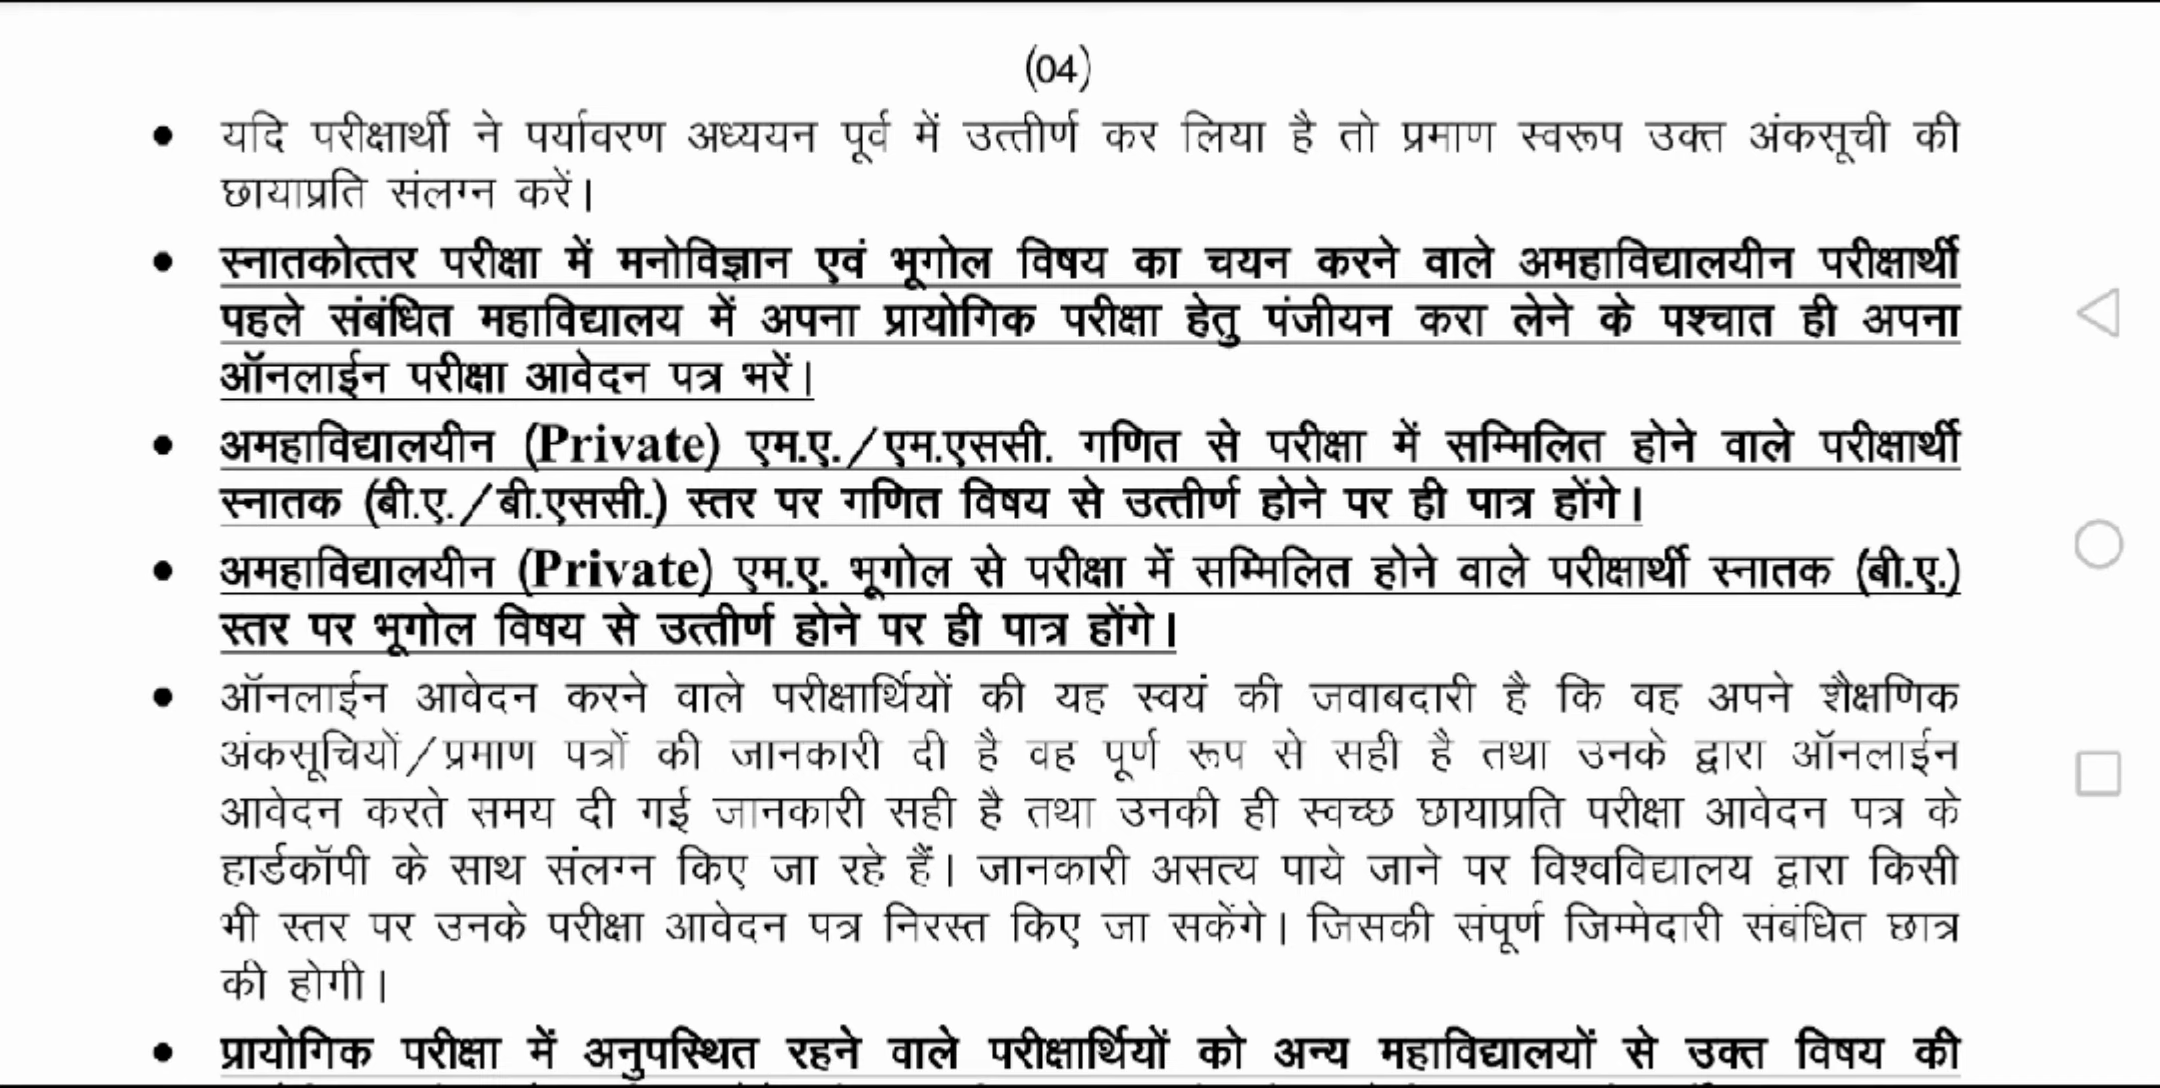 (04)
• यदि परीक्षार्थी ने पर्यावरण अध्ययन पूर्व में उत्तीर्ण कर लिया है तो प्रमाण स्वरूप उक्त अंकसूची की
छायाप्रति संलग्न करें।
• स्नातकोत्तर परीक्षा में मनोविज्ञान एवं भूगोल विषय का चयन करने वाले अमहाविद्यालयीन परीक्षार्थी
पहले संबंधित महाविद्यालय में अपना प्रायोगिक परीक्षा हेतु पंजीयन करा लेने के पश्चात ही अपना
ऑनलाईन परीक्षा आवेदन पत्र भरें।
• अमहाविद्यालयीन (Private) एम.ए./एम.एससी. गणित से परीक्षा में सम्मिलित होने वाले परीक्षार्थी
स्नातक (बी.ए./बी.एससी.) स्तर पर गणित विषय से उत्तीर्ण होने पर ही पात्र होंगे।
• अमहाविद्यालयीन (Private) एम.ए. भूगोल से परीक्षा में सम्मिलित होने वाले परीक्षार्थी स्नातक (बी.ए.)
स्तर पर भूगोल विषय से उत्तीर्ण होने पर ही पात्र होंगे।
• ऑनलाईन आवेदन करने वाले परीक्षार्थियों की यह स्वयं की जवाबदारी है कि वह अपने शैक्षणिक
अंकसूचियों/प्रमाण पत्रों की जानकारी दी है वह पूर्ण रूप से सही है तथा उनके द्वारा ऑनलाईन
आवेदन करते समय दी गई जानकारी सही है तथा उनकी ही स्वच्छ छायाप्रति परीक्षा आवेदन पत्र के
हार्डकॉपी के साथ संलग्न किए जा रहे हैं। जानकारी असत्य पाये जाने पर विश्वविद्यालय द्वारा किसी
भी स्तर पर उनके परीक्षा आवेदन पत्र निरस्त किए जा सकेंगे। जिसकी संपूर्ण जिम्मेदारी संबंधित छात्र
की होगी।
• प्रायोगिक परीक्षा में अनुपस्थित रहने वाले परीक्षार्थियों को अन्य महाविद्यालयों से उक्त विषय की